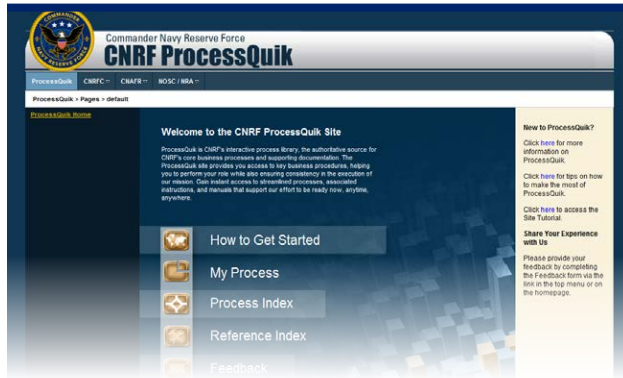 COMMANDER
NAVY RESERVE FORCE
Commander Navy Reserve Force
CNRF ProcessQuik
ProcessQuik CNRFC CNAFR NOSC / NRA
ProcessQuik > Pages > default
ProcessQuik Home
Welcome to the CNRF ProcessQuik Site
ProcessQuik is CNRF's interactive process library, the authoritative source for
CNRF's core business processes and supporting documentation. The
ProcessQuik site provides you access to key business procedures, helping
you to perform your role while also ensuring consistency in the execution of
our mission. Gain instant access to streamlined processes, associated
instructions, and manuals that support our effort to be ready now, anytime,
anywhere.
How to Get Started
My Process
Process Index
Reference Index
Feedback
New to ProcessQuik?
Click here for more
information on
ProcessQuik.
Click here for tips on how
to make the most of
ProcessQuik.
Click here to access the
Site Tutorial.
Share Your Experience
with Us
Please provide your
feedback by completing
the Feedback form via the
link in the top menu or on
the homepage.